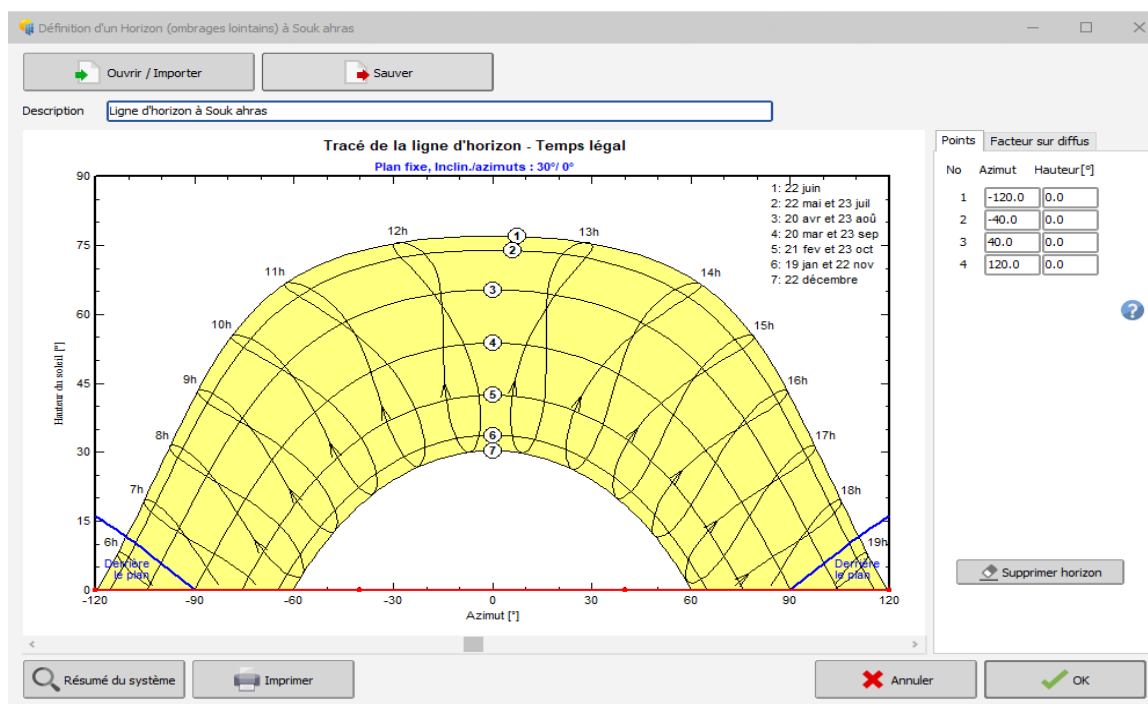 Définition d'un Horizon (ombrages lointains) à Souk ahras
Ouvrir / Importer
Sauver
Description
Ligne d'horizon à Souk ahras
Tracé de la ligne d'horizon - Temps légal
Plan fixe, Inclin./azimuts : 30°/ 0°
1: 22 juin
2: 22 mai et 23 juil
3: 20 avr et 23 aoû
4: 20 mar et 23 sep
5: 21 fev et 23 oct
6: 19 jan et 22 nov
7: 22 décembre
90
75
60
45
30
15
0
Hauteur du soleil [°]
6h
7h
8h
9h
10h
11h
12h
13h
14h
15h
16h
17h
18h
19h
1
2
3
4
5
6
7
Derrière
le plan
Derrière
le plan
-120 -90 -60 -30 0 30 60 90 120
Azimut [°]
Points Facteur sur diffus
No Azimut Hauteur[°]
1 -120.0 0.0
2 -40.0 0.0
3 40.0 0.0
4 120.0 0.0
?
Supprimer horizon
Résumé du système
Imprimer
Annuler
OK